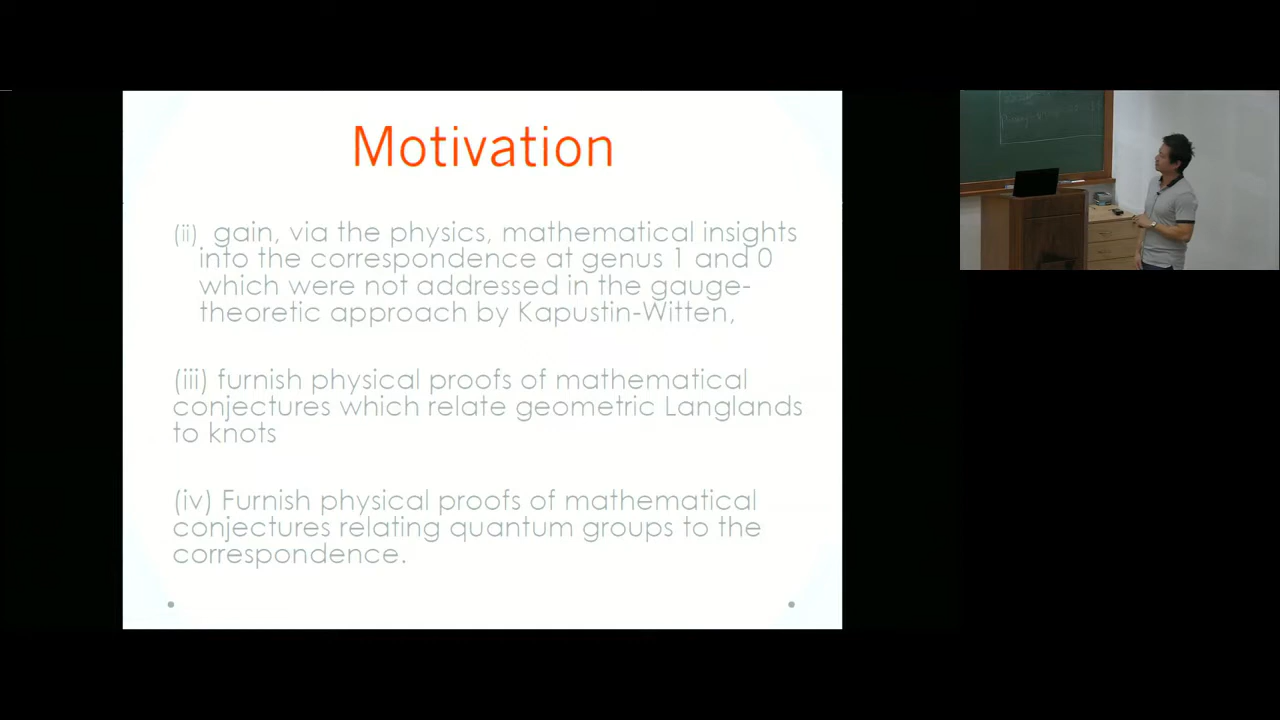 Motivation
(ii) gain, via the physics, mathematical insights
into the correspondence at genus 1 and 0
which were not addressed in the gauge-
theoretic approach by Kapustin-Witten,
(iii) furnish physical proofs of mathematical
conjectures which relate geometric Langlands
to knots
(iv) Furnish physical proofs of mathematical
conjectures relating quantum groups to the
correspondence.